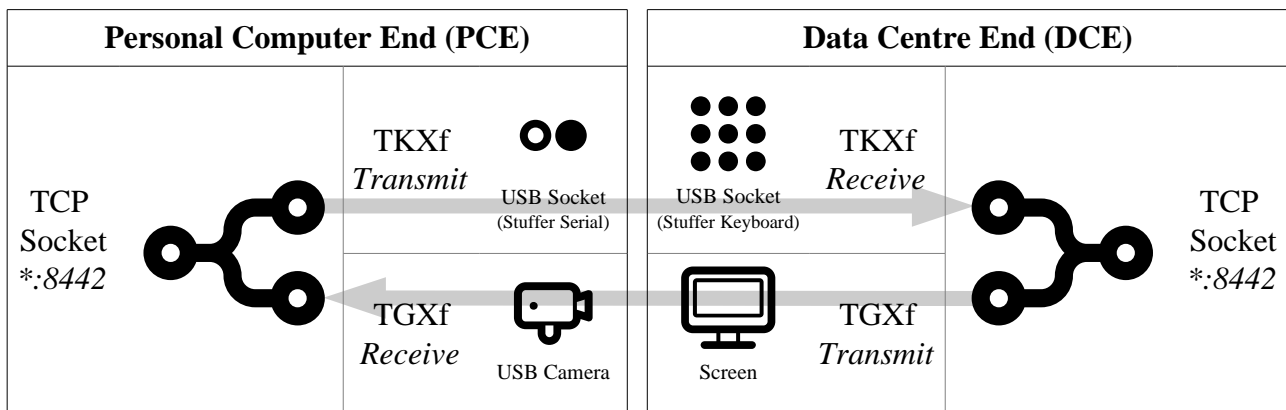 Personal Computer End (PCE)
Data Centre End (DCE)
TCP
Socket
*:8442
TKXf
Transmit
USB Socket
(Stuffer Serial)
USB Socket
(Stuffer Keyboard)
TKXf
Receive
TCP
Socket
*:8442
TGXf
Receive
USB Camera
Screen
TGXf
Transmit